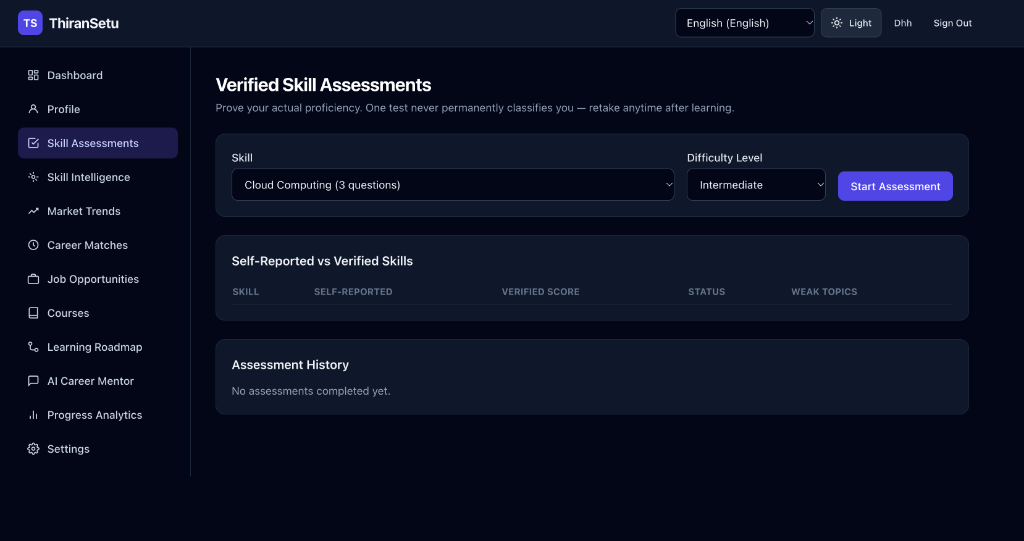 TS ThiranSetu
English (English)
Light
Dhh
Sign Out
Dashboard
Profile
Skill Assessments
Skill Intelligence
Market Trends
Career Matches
Job Opportunities
Courses
Learning Roadmap
AI Career Mentor
Progress Analytics
Settings
Verified Skill Assessments
Prove your actual proficiency. One test never permanently classifies you — retake anytime after learning.
Skill
Cloud Computing (3 questions)
Difficulty Level
Intermediate
Start Assessment
Self-Reported vs Verified Skills
SKILL SELF-REPORTED VERIFIED SCORE STATUS WEAK TOPICS
Assessment History
No assessments completed yet.